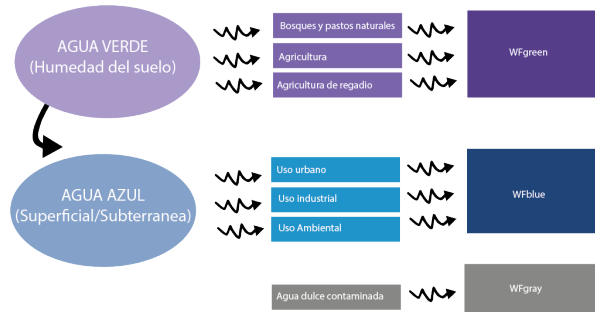 AGUA VERDE
(Humedad del suelo)
Bosques y pastos naturales
Agricultura
Agricultura de regadio
WFgreen
AGUA AZUL
(Superficial/Subterranea)
Uso urbano
Uso industrial
Uso Ambiental
WFblue
Agua dulce contaminada
WFgray